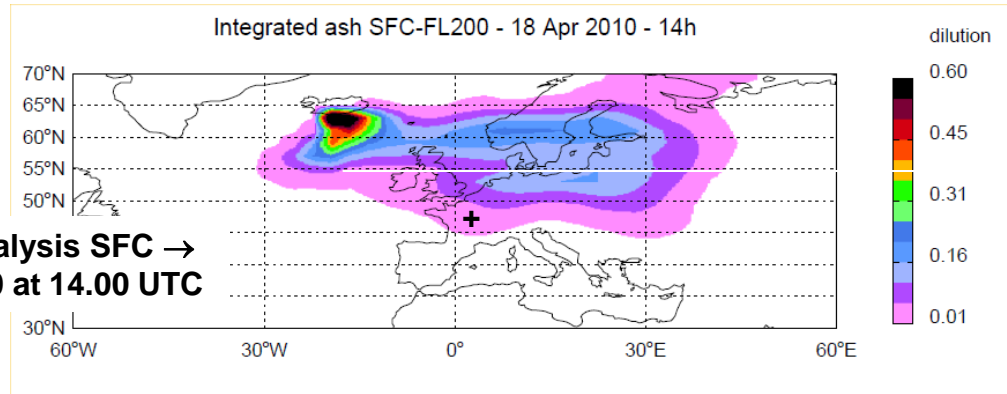 Integrated ash SFC-FL200 - 18 Apr 2010 - 14h
dilution
70°N
65°N
60°N
55°N
50°N
30°N
60°W
30°W
0°
30°E
60°E
0.60
0.45
0.31
0.16
0.01
+
alysis SFC →
at 14.00 UTC